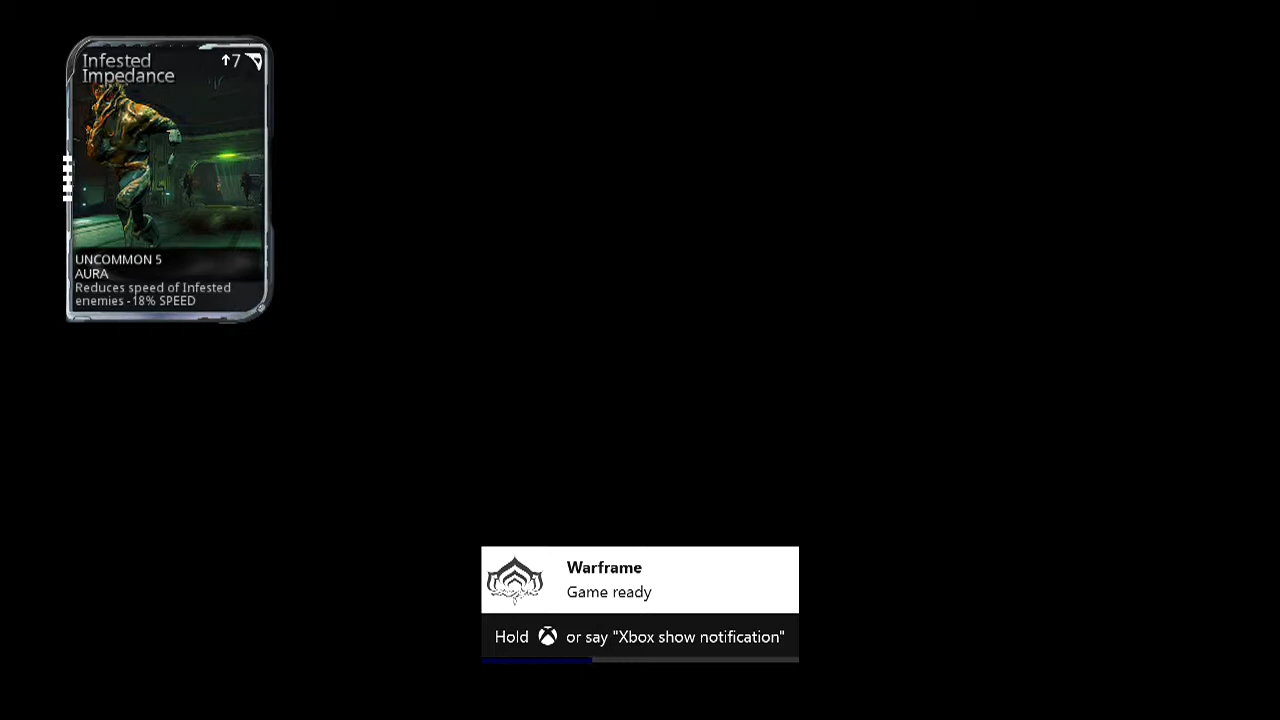 Infested
Impedance
↑7
UNCOMMON 5
AURA
Reduces speed of Infested
enemies -18% SPEED
Warframe
Game ready
Hold or say "Xbox show notification"